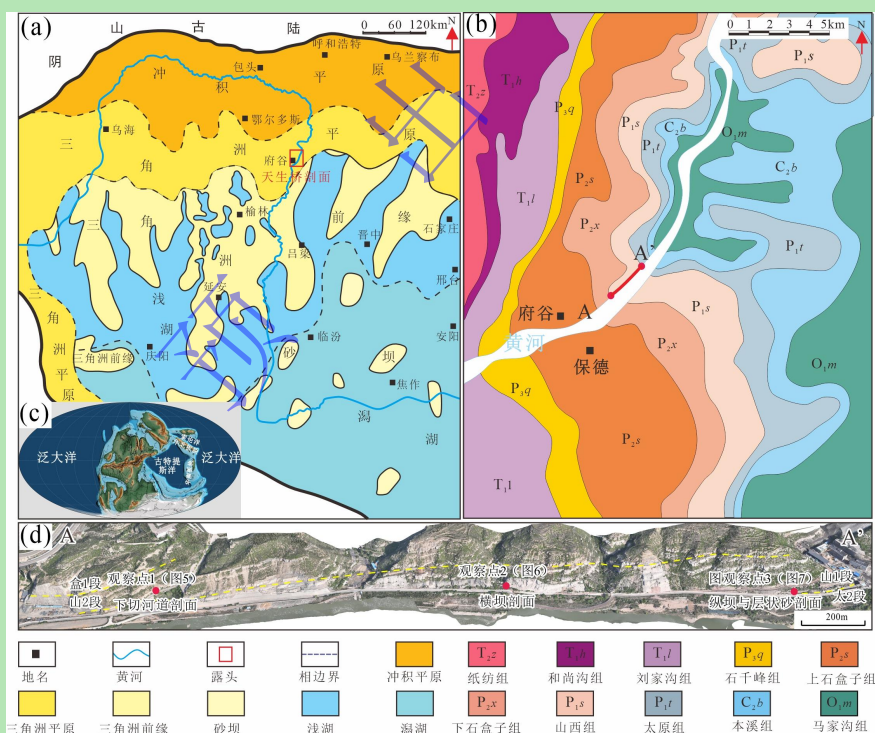 (a)
阴 山 古 陆
0 60 120km
N
呼和浩特
乌兰察布
包头
冲 积 平 原
鄂尔多斯
乌海
三 角 洲 平 原
府谷
天生桥剖面
三 角 洲 前 缘
榆林
石家庄
晋中
吕梁
邢台
延安
浅 湖
三 角 洲 平 原
临汾
安阳
庆阳
三角洲前缘
砂 坝
焦作
潟 湖
(c)
泛大洋
古特提斯洋
泛大洋
(b)
0 5km
N
P₁t
P₁s
T₂z
T₁h
P₃q
P₁s
C₂b
O₁m
P₁t
C₂b
T₁l
P₂s
P₂x
P₁t
A'
P₁s
府谷
A
黄河
P₂x
保德
O₁m
P₃q
P₂s
T₁l
(d)
A
A'
盒1段
观察点1(图5)
观察点2(图6)
图观察点3(图7)
山1段
山2段
下切河道剖面
横坝剖面
纵坝与层状砂剖面
太2段
200m
T₂z
T₁h
T₁l
P₃q
P₂s
地名
黄河
露头
相边界
冲积平原
纸纺组
和尚沟组
刘家沟组
石千峰组
上石盒子组
P₂x
P₁s
P₁t
C₂b
O₁m
三角洲平原
三角洲前缘
砂坝
浅湖
潟湖
下石盒子组
山西组
太原组
本溪组
马家沟组